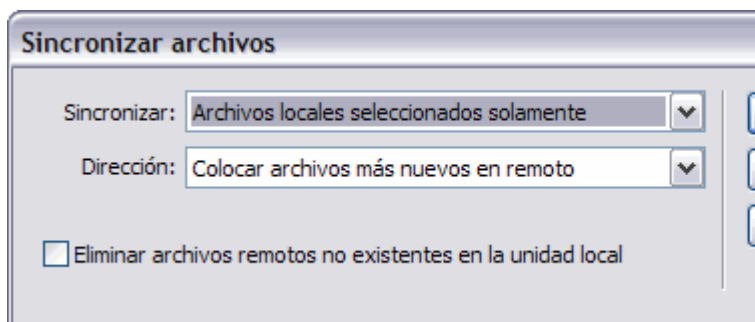 Sincronizar archivos
Sincronizar: Archivos locales seleccionados solamente
Dirección: Colocar archivos más nuevos en remoto
Eliminar archivos remotos no existentes en la unidad local